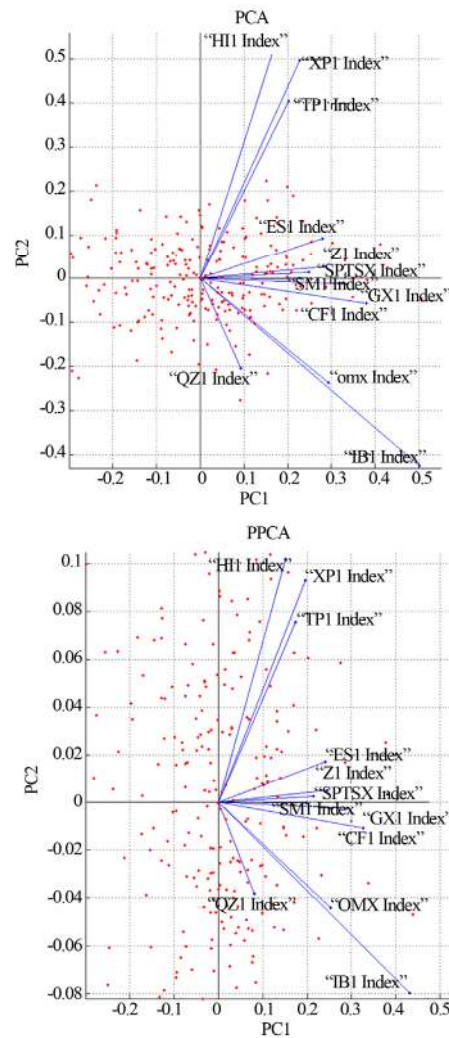 PCA
“HI1 Index”
0.5
“XP1 Index”
“TP1 Index”
0.4
0.3
0.2
0.1
“ES1 Index”
“Z1 Index”
“SPTSX Index”
0
“SM1 Index”
“GX1 Index”
-0.1
“CF1 Index”
-0.2
“QZ1 Index”
“omx Index”
-0.3
-0.4
“IB1 Index”
-0.2 -0.1 0 0.1 0.2 0.3 0.4 0.5
PC1
PC2
PPCA
0.1
“HI1 Index”
“XP1 Index”
0.08
“TP1 Index”
0.06
0.04
0.02
“ES1 Index”
“Z1 Index”
“SPTSX Index”
0
“SM1 Index”
“GX1 Index”
“CF1 Index”
-0.02
-0.04
“QZ1 Index”
“OMX Index”
-0.06
“IB1 Index”
-0.08
-0.2 -0.1 0 0.1 0.2 0.3 0.4 0.5
PC1
PC2